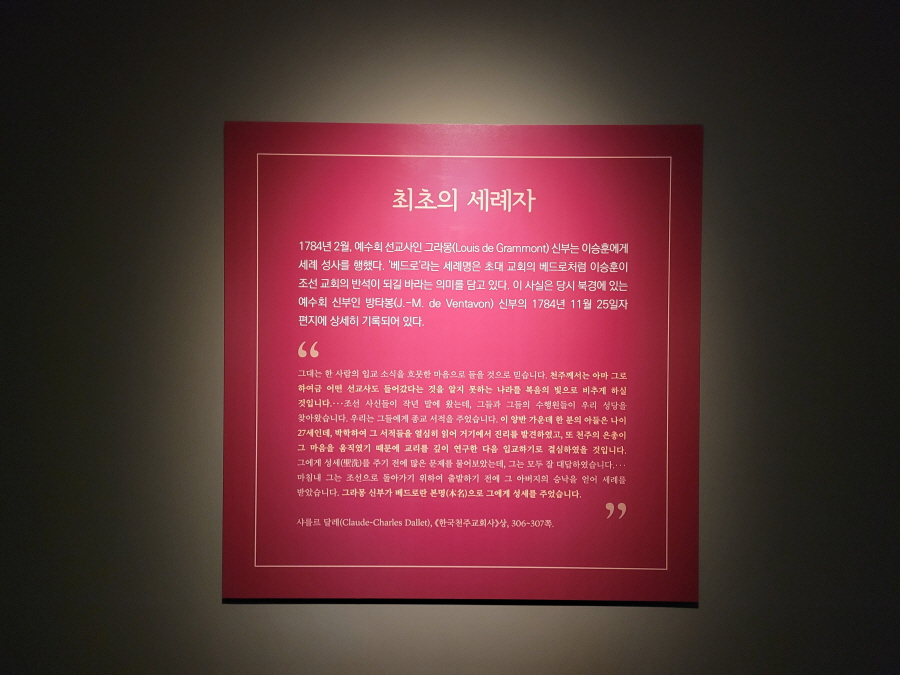 최초의 세례자
1784년 2월, 예수회 선교사인 그라몽(Louis de Grammont) 신부는 이승훈에게
세례 성사를 행했다. '베드로'라는 세례명은 초대 교회의 베드로처럼 이승훈이
조선 교회의 반석이 되길 바라는 의미를 담고 있다. 이 사실은 당시 북경에 있는
예수회 신부인 방타봉(J.-M. de Ventavon) 신부의 1784년 11월 25일자
편지에 상세히 기록되어 있다.
“
그대는 한 사람의 입교 소식을 흐뭇한 마음으로 들을 것으로 믿습니다. 천주께서는 아마 그로
하여금 어떤 선교사도 들어갔다는 것을 알지 못하는 나라를 복음의 빛으로 비추게 하실
것입니다.…조선 사신들이 작년 말에 왔는데, 그들과 그들의 수행원들이 우리 성당을
찾아왔습니다. 우리는 그들에게 종교 서적을 주었습니다. 이 양반 가운데 한 분의 아들은 나이
27세인데, 박학하여 그 서적들을 열심히 읽어 거기에서 진리를 발견하였고, 또 천주의 은총이
그 마음을 움직였기 때문에 교리를 깊이 연구한 다음 입교하기로 결심하였을 것입니다.
그에게 성세(聖洗)를 주기 전에 많은 문제를 물어보았는데, 그는 모두 잘 대답하였습니다.…
마침내 그는 조선으로 돌아가기 위하여 출발하기 전에 그 아버지의 승낙을 얻어 세례를
받았습니다. 그라몽 신부가 베드로란 본명(本名)으로 그에게 성세를 주었습니다.
”
샤를르 달레(Claude-Charles Dallet), 《한국천주교회사》상, 306-307쪽.